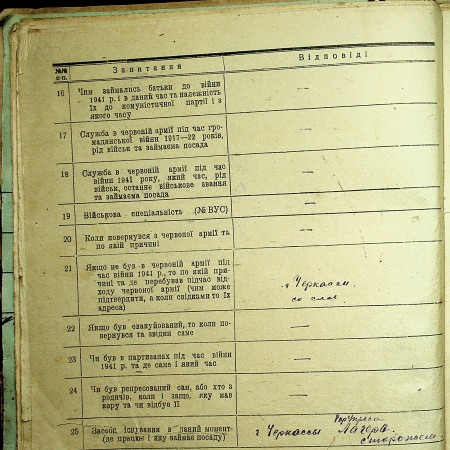 №№ п.п.
Запитання
Відповіді
16 Чим займались батьки до війни
1941 р. і в даний час та належність
їх до комуністичної партії і з
якого часу
—
17 Служба в червоній армії під час гро-
мадянської війни 1917—22 років,
рід військ та займаєма посада
—
18 Служба в червоній армії під час
війни 1941 року, який час, рід
військ, останнє військове звання
та займаєма посада
—
19 Військова спеціальність (№ ВУС)
—
20 Коли повернувся з червоної армії та
по якій причині
—
21 Якщо не був в червоній армії під
час війни 1941 р., то по якій при-
чині та де перебував підчас від-
ходу червоної армії (чим може
підтвердити, а коли свідками то їх
адреса)
г Черкассы
со слов
22 Якщо був евакуйований, то коли по-
вернувся та звідки саме
—
23 Чи був в партизанах під час війни
1941 р. та де саме і який час
—
24 Чи був репресований сам, або хто з
родичів, коли і защо, яку мав
кару та чи відбув її
—
25 Засоби існування в даний момент
(де працює і яку займає посаду)
г Черкассы
Лагерь
сторожем